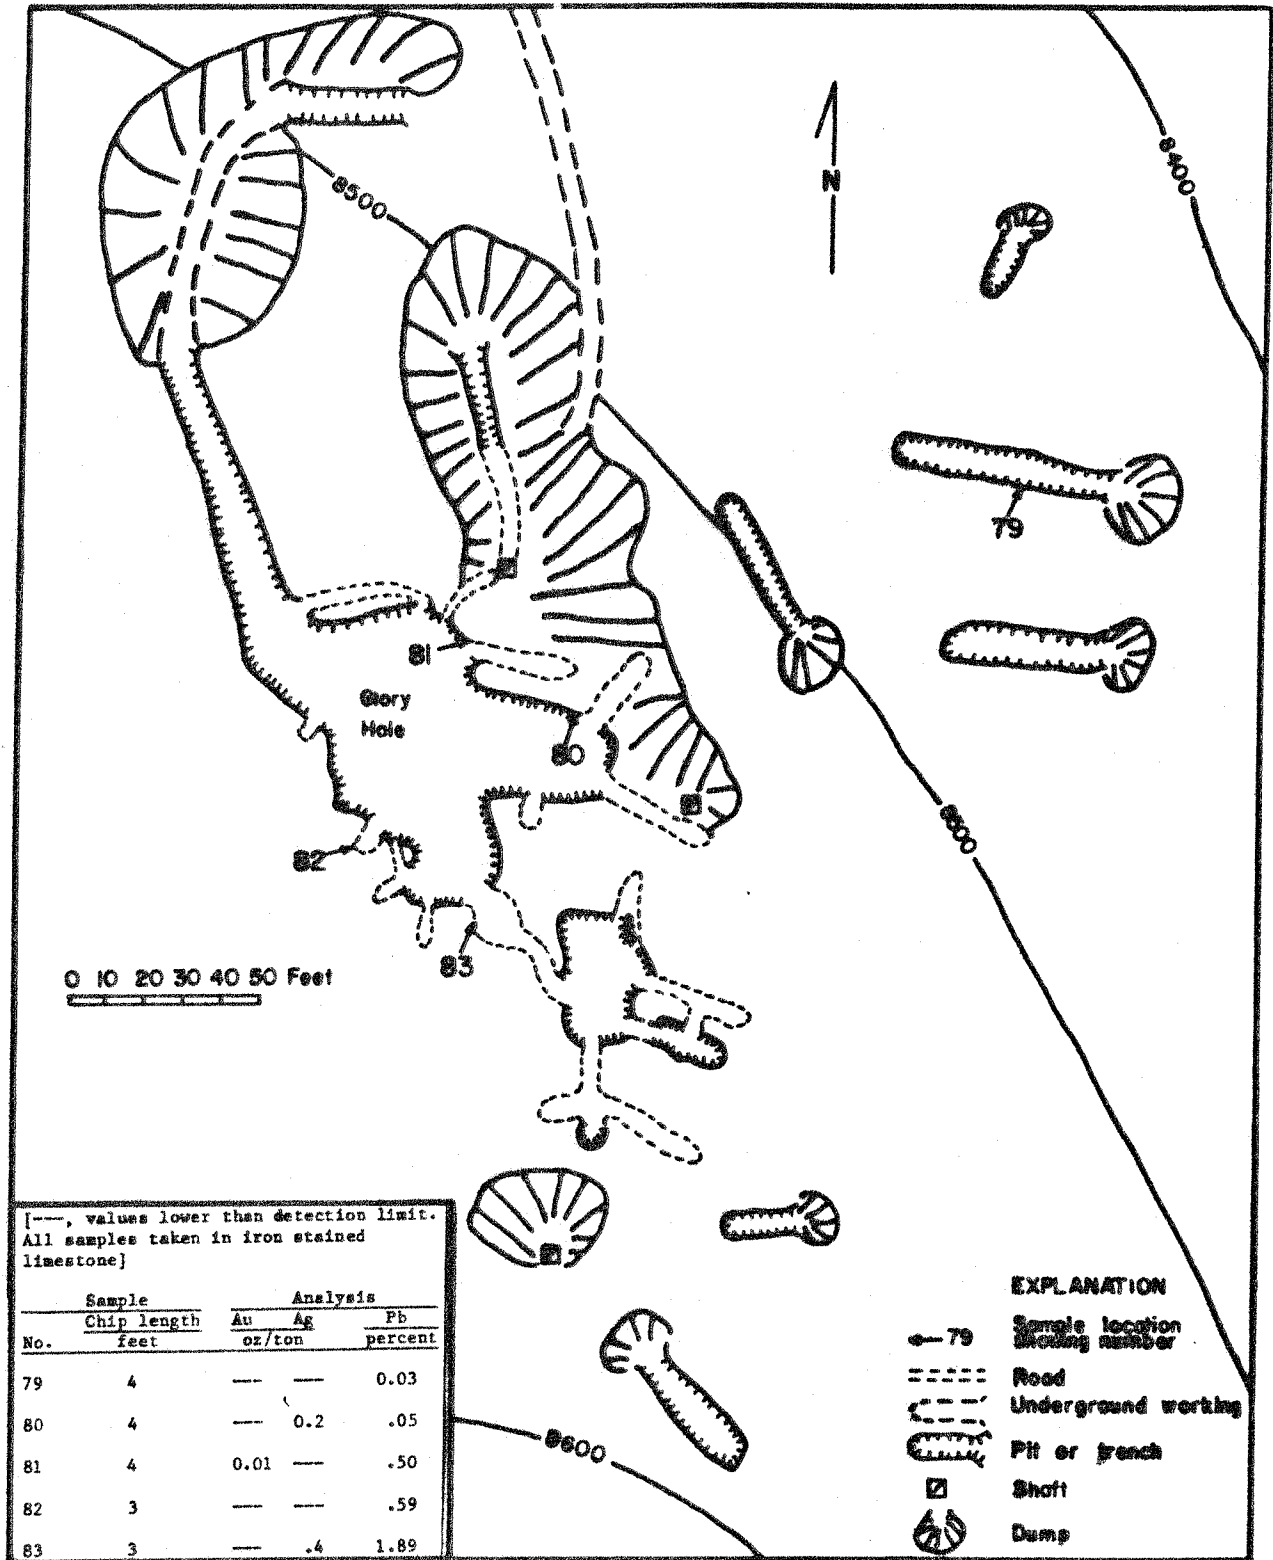 8500
N
8400
79
81
Glory
Hole
80
8500
82
83
0 10 20 30 40 50 Feet
[---, values lower than detection limit.
All samples taken in iron stained
limestone]
Sample Analysis
Chip length Au Ag Pb
No. feet oz/ton percent
79 4 --- --- 0.03
80 4 --- 0.2 .05
81 4 0.01 --- .50
82 3 --- --- .59
83 3 --- .4 1.89
8600
EXPLANATION
79 Sample location
showing number
Road
Underground working
Pit or trench
Shaft
Dump